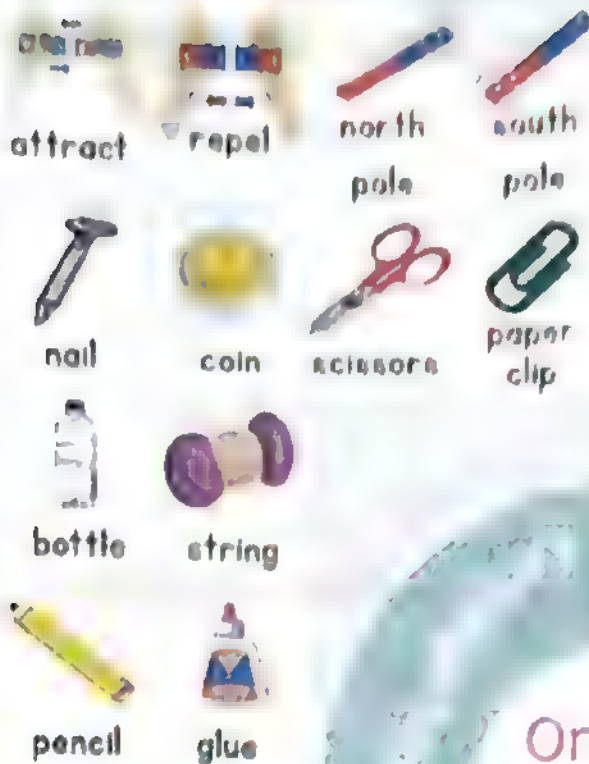 attract repel north south
pole pole
nail coin scissors paper
clip
bottle string
pencil glue